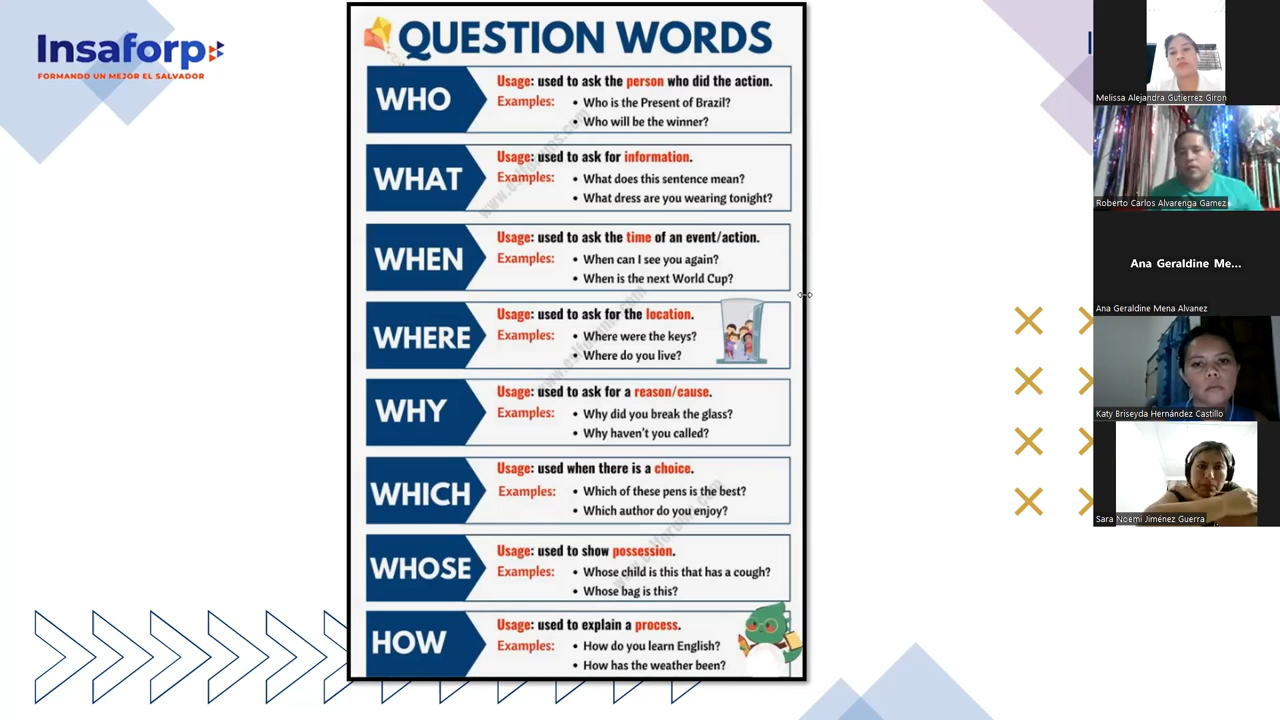 Insaforp
FORMANDO UN MEJOR EL SALVADOR
QUESTION WORDS
WHO
Usage: used to ask the person who did the action.
Examples:
• Who is the Present of Brazil?
• Who will be the winner?
WHAT
Usage: used to ask for information.
Examples:
• What does this sentence mean?
• What dress are you wearing tonight?
WHEN
Usage: used to ask the time of an event/action.
Examples:
• When can I see you again?
• When is the next World Cup?
WHERE
Usage: used to ask for the location.
Examples:
• Where were the keys?
• Where do you live?
WHY
Usage: used to ask for a reason/cause.
Examples:
• Why did you break the glass?
• Why haven't you called?
WHICH
Usage: used when there is a choice.
Examples:
• Which of these pens is the best?
• Which author do you enjoy?
WHOSE
Usage: used to show possession.
Examples:
• Whose child is this that has a cough?
• Whose bag is this?
HOW
Usage: used to explain a process.
Examples:
• How do you learn English?
• How has the weather been?
Melissa Alejandra Gutierrez Giron
Roberto Carlos Alvarenga Gamez
Ana Geraldine Me...
Ana Geraldine Mena Alvanez
Katy Briseyda Hernández Castillo
Sara Noemi Jiménez Guerra